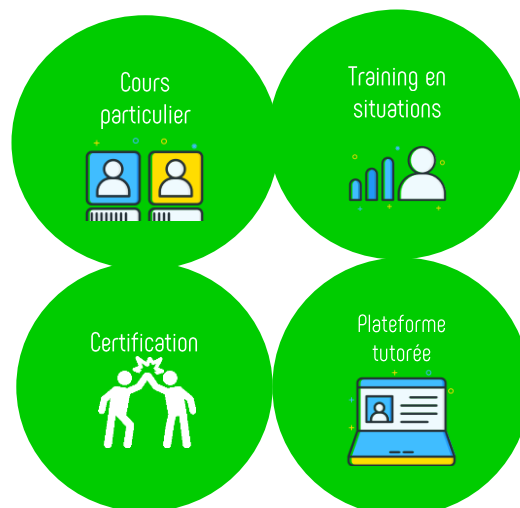 Cours
particulier
Training en
situations
Certification
Plateforme
tutorée